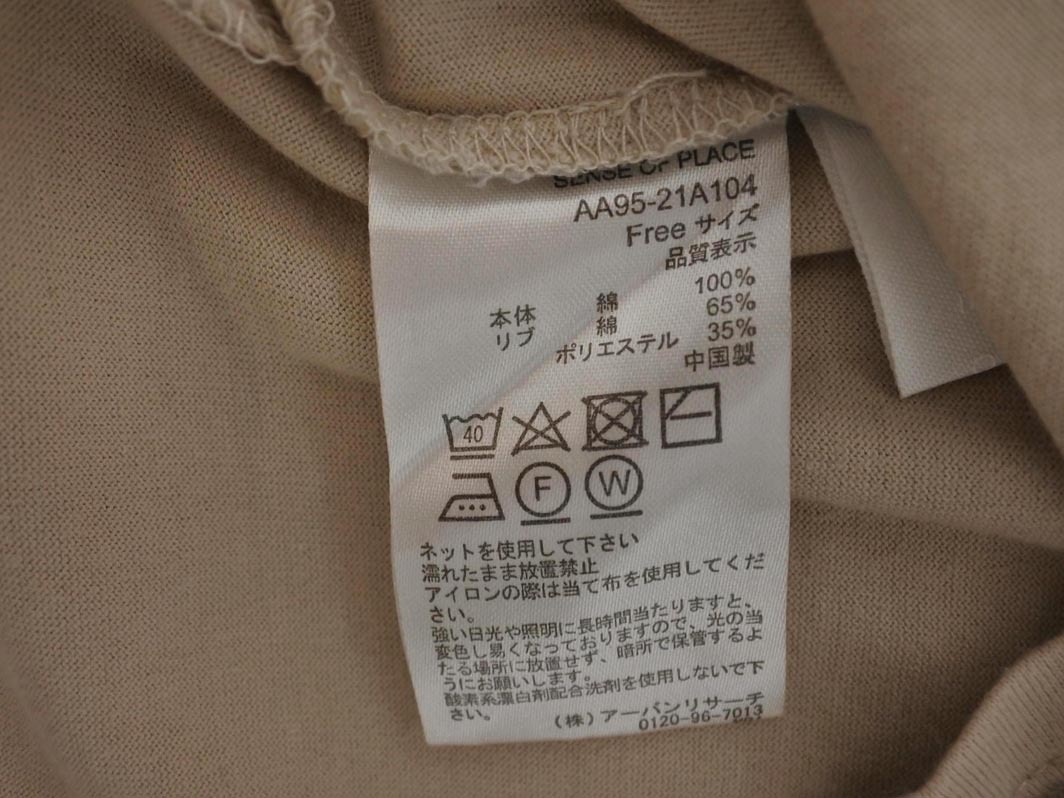 SENSE OF PLACE
AA95-21A104
Free サイズ
品質表示
本体 綿 100%
リブ 綿 65%
ポリエステル 35%
中国製
40
F W
ネットを使用して下さい
濡れたまま放置禁止
アイロンの際は当て布を使用してくだ
さい。
強い日光や照明に長時間当たりますと、
変色し易くなっておりますので、光の当
たる場所に放置せず、暗所で保管するよ
うにお願いします。
酸素系漂白剤配合洗剤を使用しないで下
さい。
(株)アーバンリサーチ
0120-96-7013